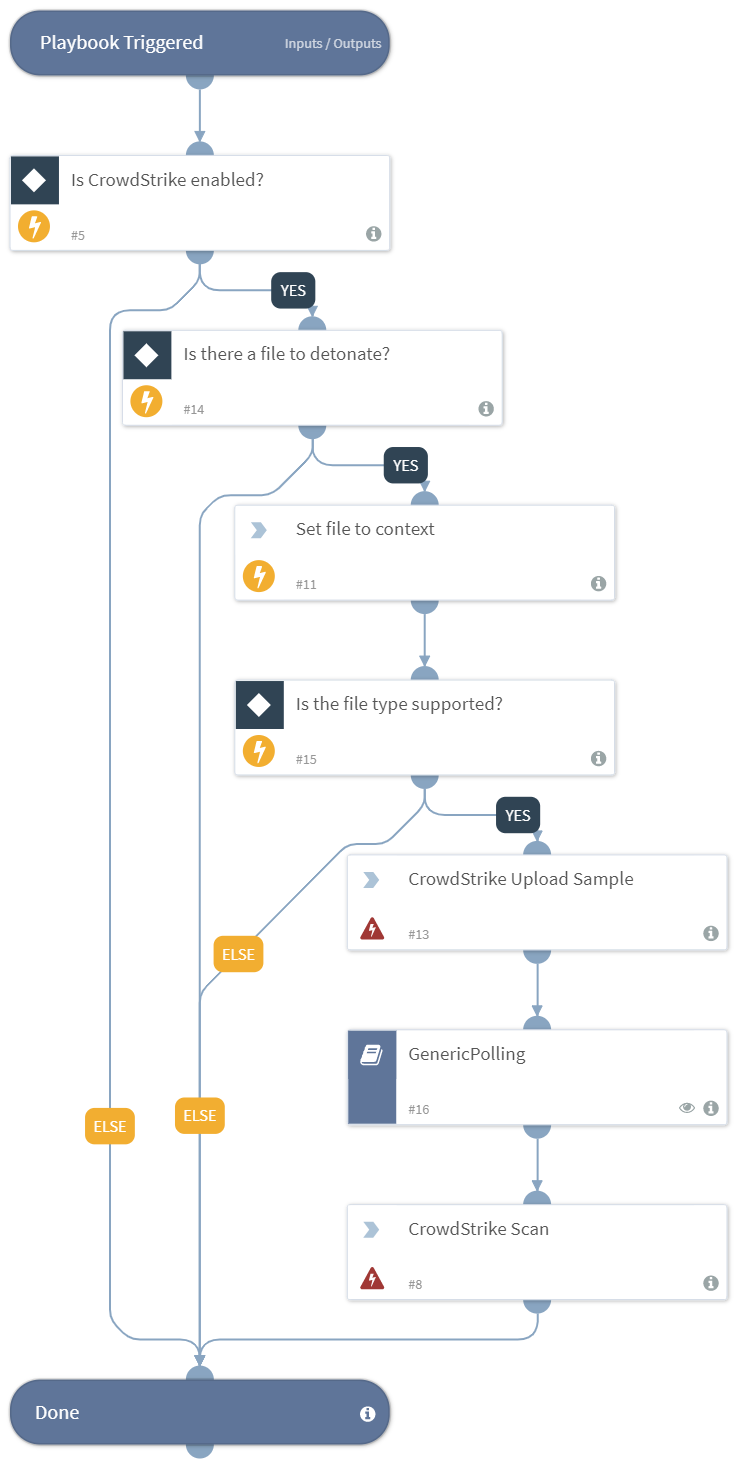 Playbook Triggered Inputs / Outputs
Is CrowdStrike enabled?
#5
YES
Is there a file to detonate?
#14
YES
Set file to context
#11
Is the file type supported?
#15
YES
CrowdStrike Upload Sample
#13
ELSE
GenericPolling
#16
ELSE
ELSE
CrowdStrike Scan
#8
Done